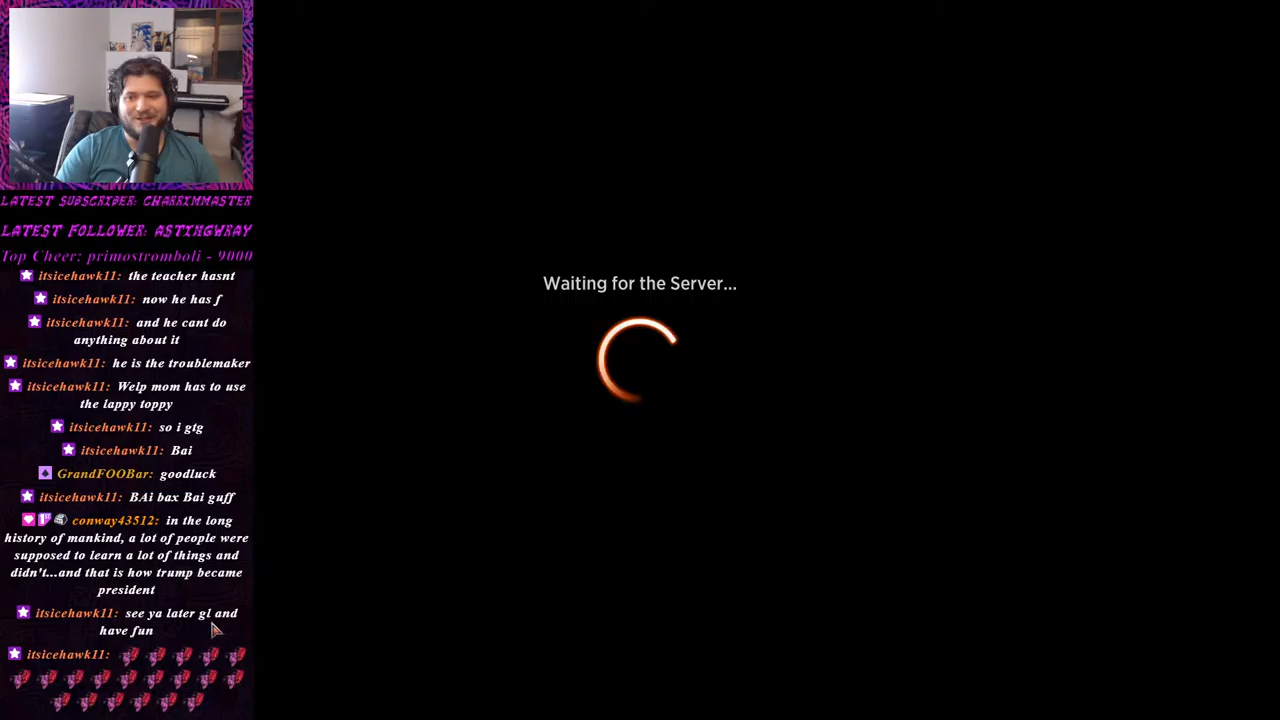 LATEST SUBSCRIBER: CHARRIMMASTER
LATEST FOLLOWER: ASTINGWRAY
Top Cheer: primostromboli - 9000
itsicehawk11: the teacher hasnt
itsicehawk11: now he has f
itsicehawk11: and he cant do
anything about it
itsicehawk11: he is the troublemaker
itsicehawk11: Welp mom has to use
the lappy toppy
itsicehawk11: so i gtg
itsicehawk11: Bai
GrandFOOBar: goodluck
itsicehawk11: BAi bax Bai guff
conway43512: in the long
history of mankind, a lot of people were
supposed to learn a lot of things and
didn't...and that is how trump became
president
itsicehawk11: see ya later gl and
have fun
itsicehawk11:
Waiting for the Server...